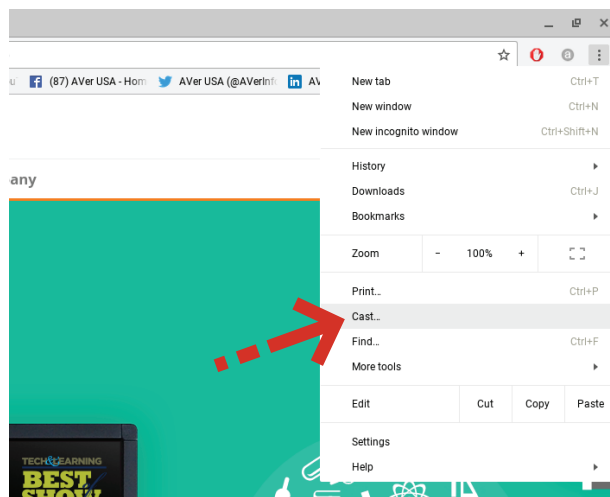 (87) AVer USA - Hom
AVer USA (@AVerInf
AV
New tab Ctrl+T
New window Ctrl+N
New incognito window Ctrl+Shift+N
any
History
Downloads Ctrl+J
Bookmarks
Zoom - 100% +
Print... Ctrl+P
Cast...
Find... Ctrl+F
More tools
Edit Cut Copy Paste
Settings
Help
TECH&LEARNING
BEST
SHOW